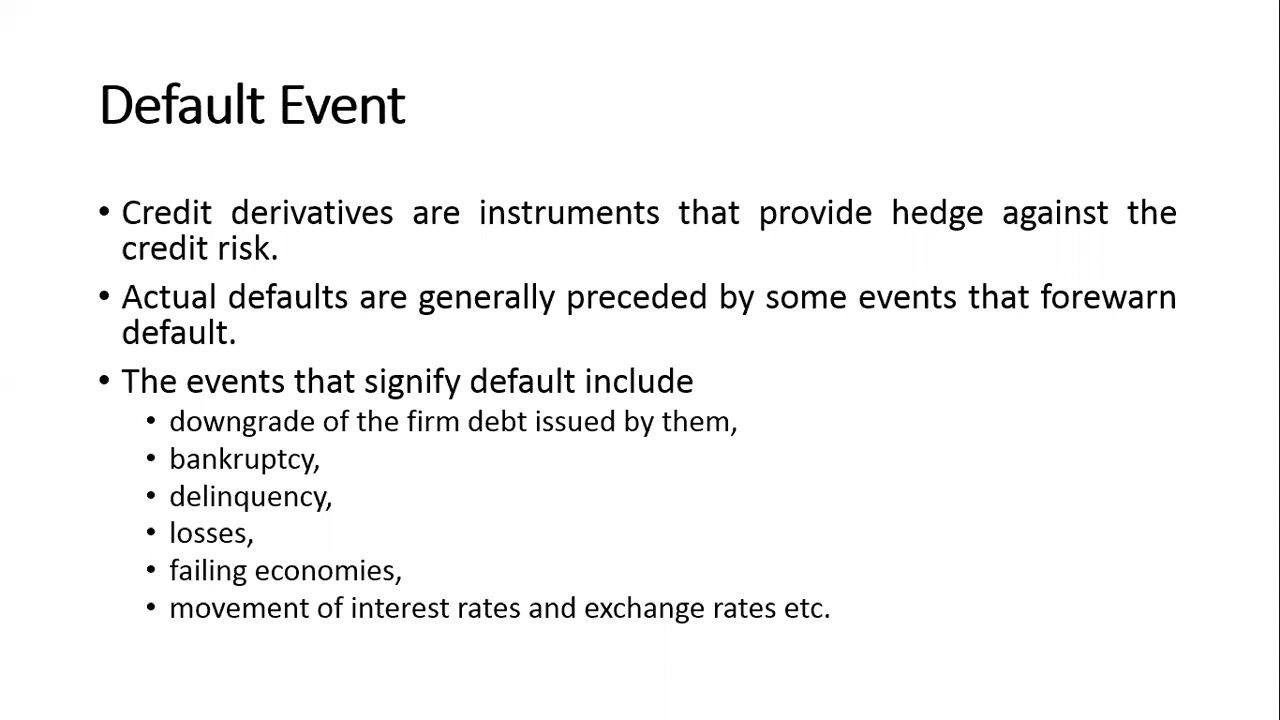 Default Event
• Credit derivatives are instruments that provide hedge against the
credit risk.
• Actual defaults are generally preceded by some events that forewarn
default.
• The events that signify default include
• downgrade of the firm debt issued by them,
• bankruptcy,
• delinquency,
• losses,
• failing economies,
• movement of interest rates and exchange rates etc.